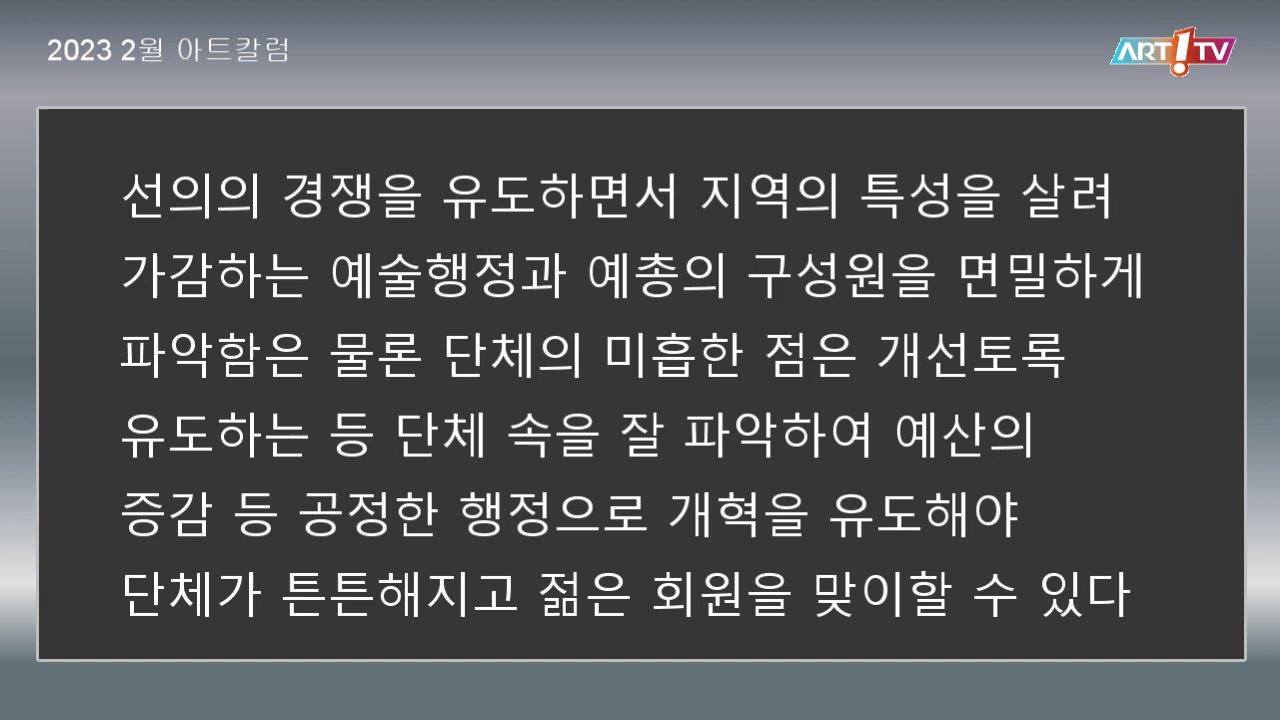 2023 2월 아트칼럼
ART!TV
선의의 경쟁을 유도하면서 지역의 특성을 살려
가감하는 예술행정과 예총의 구성원을 면밀하게
파악함은 물론 단체의 미흡한 점은 개선토록
유도하는 등 단체 속을 잘 파악하여 예산의
증감 등 공정한 행정으로 개혁을 유도해야
단체가 튼튼해지고 젊은 회원을 맞이할 수 있다